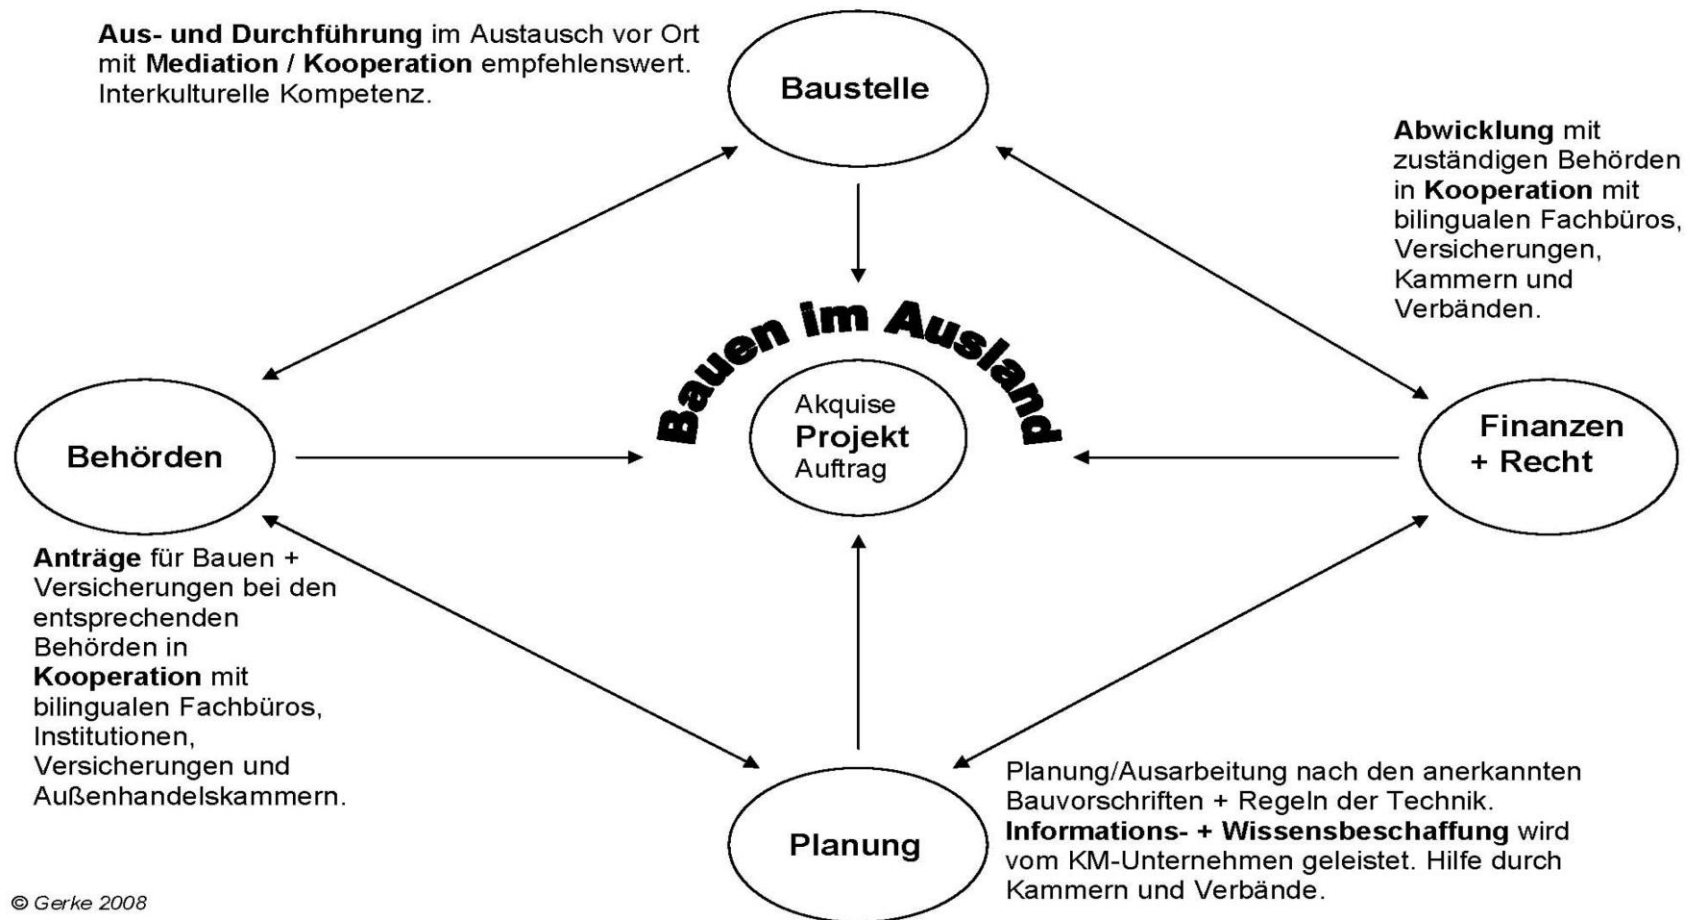 Aus- und Durchführung im Austausch vor Ort
mit Mediation / Kooperation empfehlenswert.
Interkulturelle Kompetenz.
Baustelle
Abwicklung mit
zuständigen Behörden
in Kooperation mit
bilingualen Fachbüros,
Versicherungen,
Kammern und
Verbänden.
Bauen im Ausland
Akquise
Projekt
Auftrag
Behörden
Finanzen
+ Recht
Anträge für Bauen +
Versicherungen bei den
entsprechenden
Behörden in
Kooperation mit
bilingualen Fachbüros,
Institutionen,
Versicherungen und
Außenhandelskammern.
Planung
Planung/Ausarbeitung nach den anerkannten
Bauvorschriften + Regeln der Technik.
Informations- + Wissensbeschaffung wird
vom KM-Unternehmen geleistet. Hilfe durch
Kammern und Verbände.
© Gerke 2008